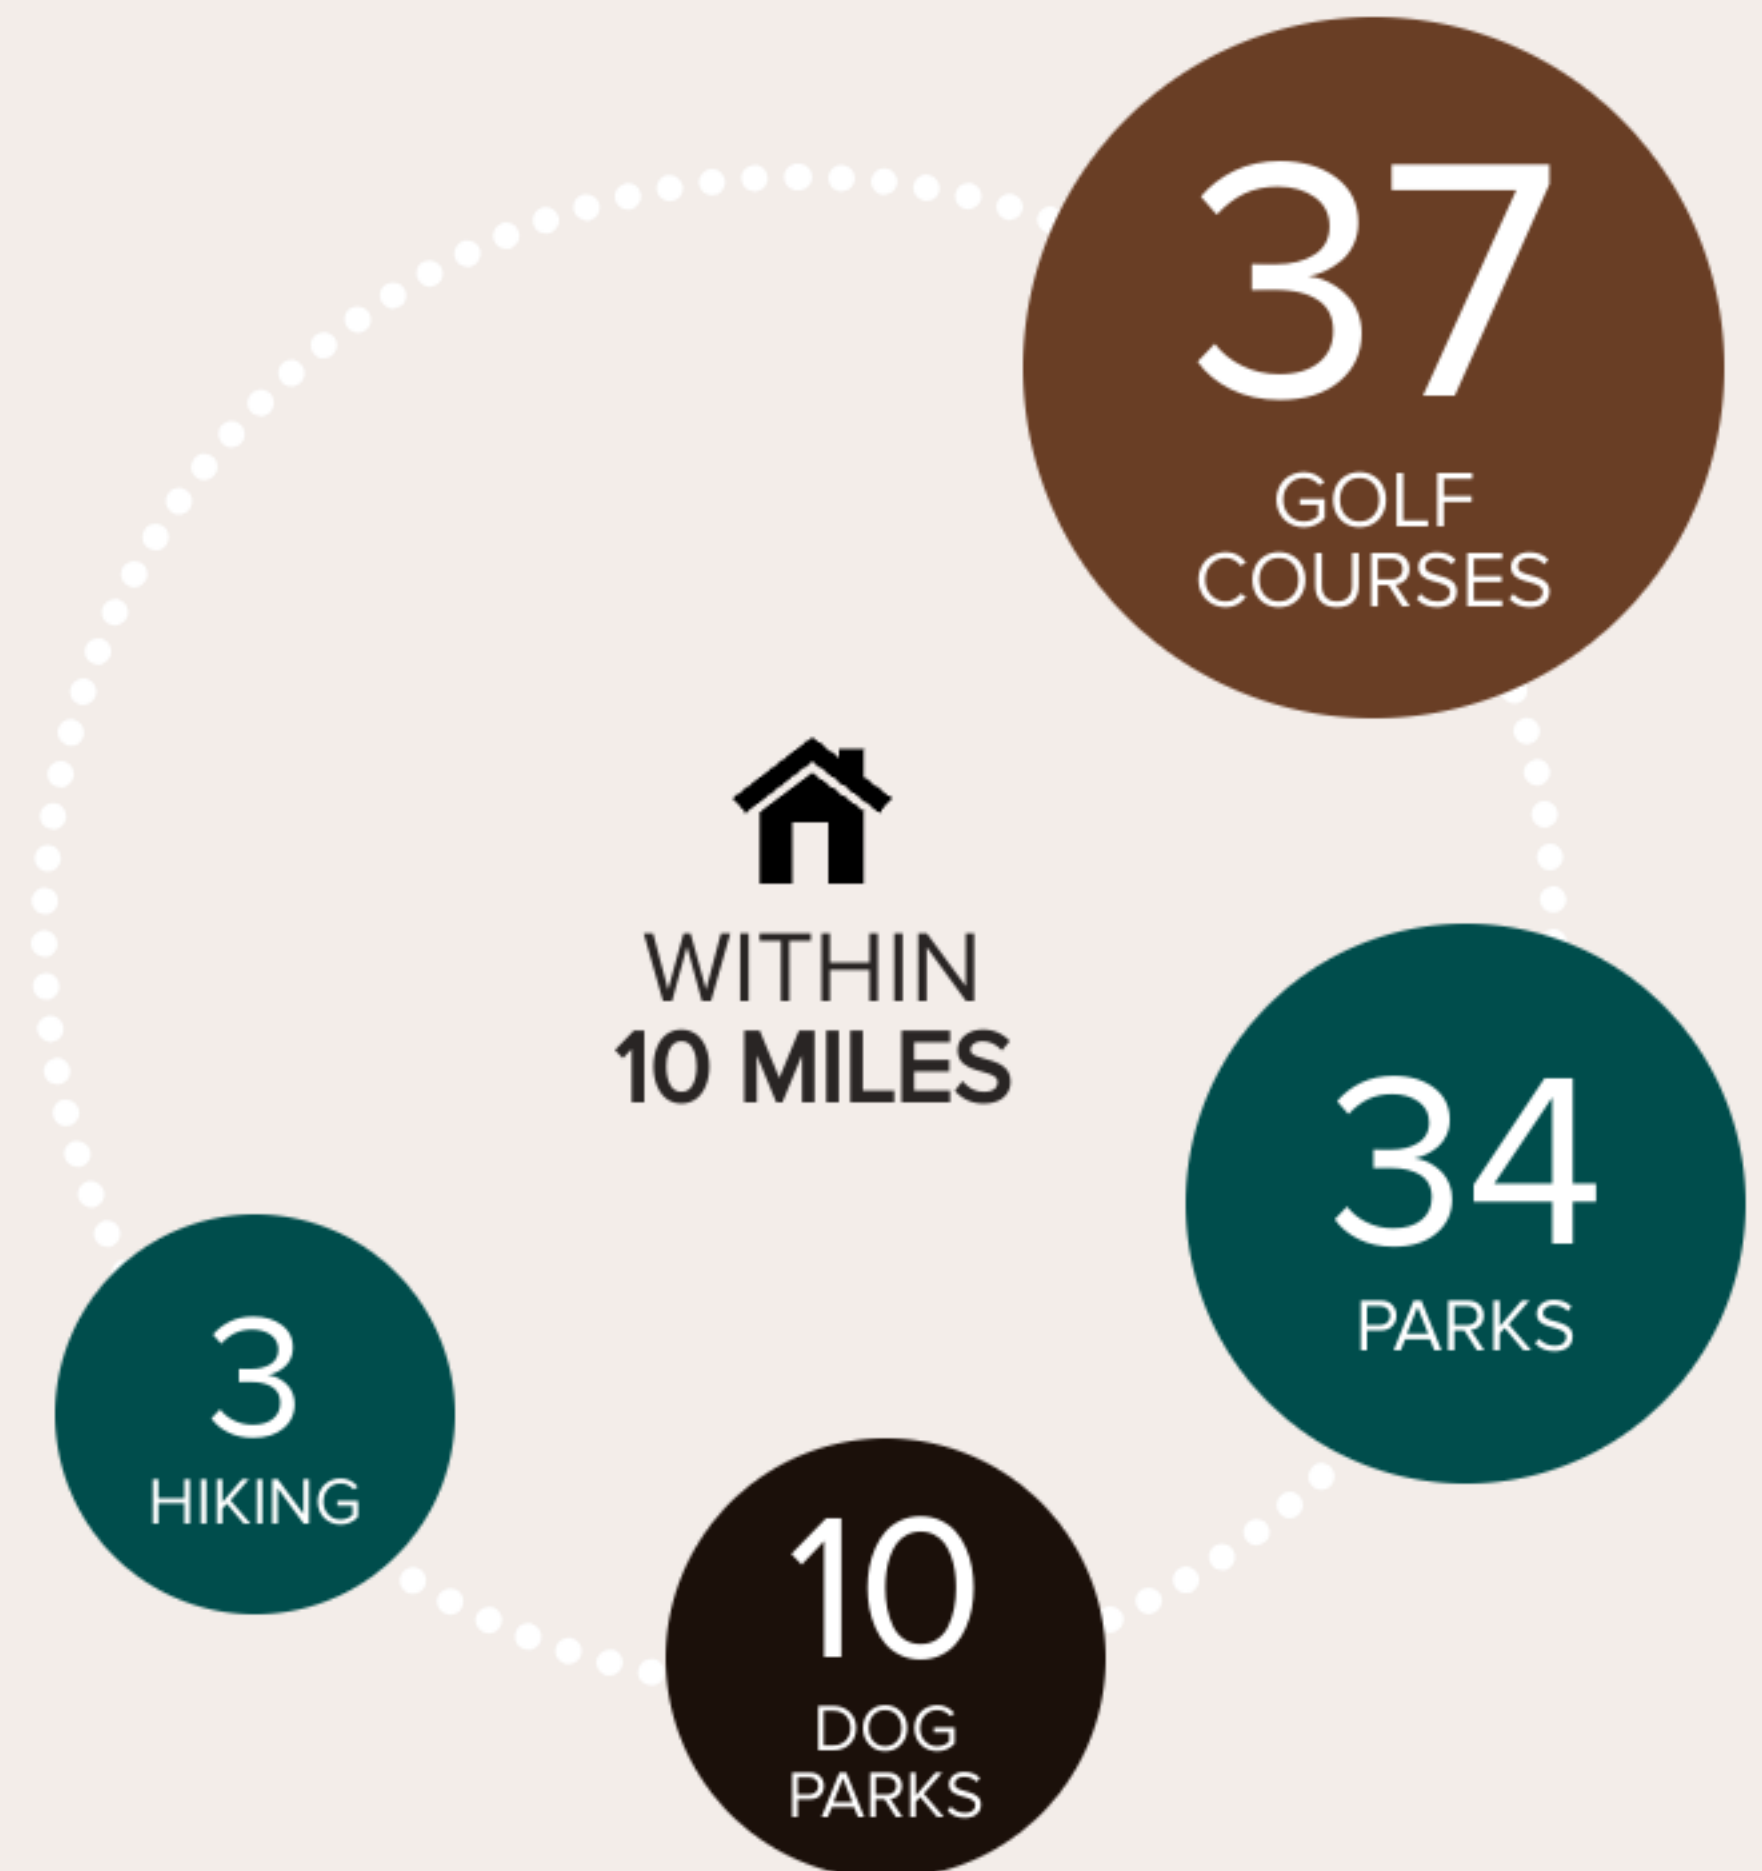 37
GOLF
COURSES
WITHIN
10 MILES
34
PARKS
3
HIKING
10
DOG
PARKS